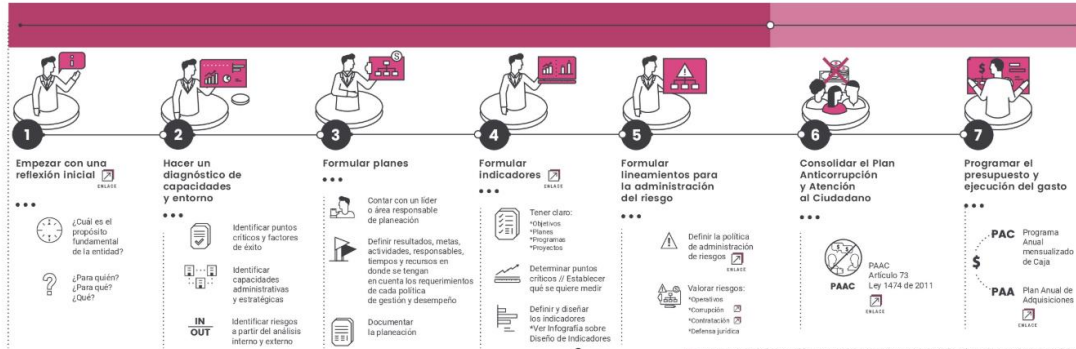 1
Empezar con una
reflexión inicial
ENLACE
¿Cuál es el
propósito
fundamental
de la entidad?
¿Para quién?
¿Para qué?
¿Qué?
2
Hacer un
diagnóstico de
capacidades
y entorno
Identificar puntos
críticos y factores
de éxito
Identificar
capacidades
administrativas
y estratégicas
IN
OUT
Identificar riesgos
a partir del análisis
interno y externo
3
Formular planes
Contar con un líder
o área responsable
de planeación
Definir resultados, metas,
actividades, responsables,
tiempos y recursos en
donde se tengan
en cuenta los requerimientos
de cada política
de gestión y desempeño
Documentar
la planeación
4
Formular
indicadores
ENLACE
Tener claro:
*Objetivos
*Planes
*Programas
*Proyectos
Determinar puntos
críticos // Establecer
qué se quiere medir
Definir y diseñar
los indicadores
*Ver Infografía sobre
Diseño de Indicadores
5
Formular
lineamientos para
la administración
del riesgo
Definir la política
de administración
de riesgos
ENLACE
Valorar riesgos:
*Operativos
*Corrupción
*Contratación
*Defensa jurídica
6
Consolidar el Plan
Anticorrupción
y Atención
al Ciudadano
PAAC
PAAC
Artículo 73
Ley 1474 de 2011
ENLACE
$
7
Programar el
presupuesto y
ejecución del gasto
PAC
Programa
Anual
mensualizado
de Caja
$
PAA
Plan Anual de
Adquisiciones
ENLACE